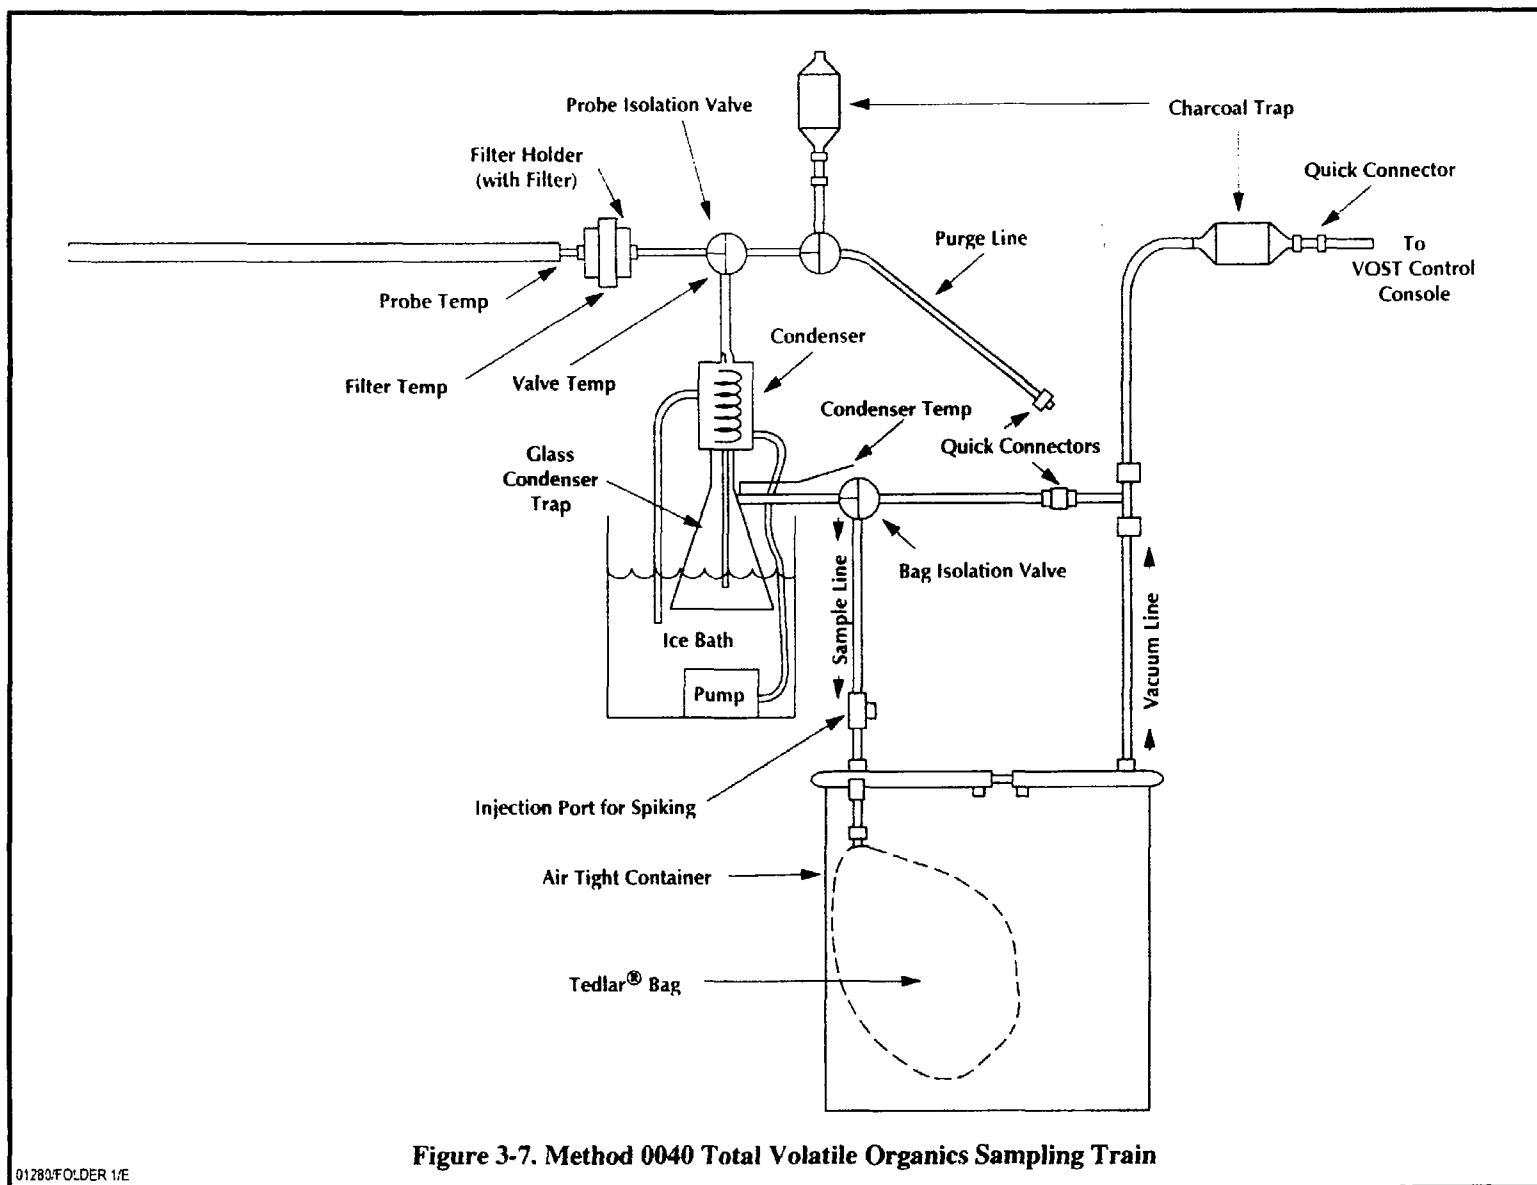 Probe Isolation Valve
Charcoal Trap
Filter Holder
(with Filter)
Quick Connector
Purge Line
To
VOST Control
Console
Probe Temp
Condenser
Filter Temp
Valve Temp
Condenser Temp
Quick Connectors
Glass
Condenser
Trap
Bag Isolation Valve
Sample Line
Vacuum Line
Ice Bath
Pump
Injection Port for Spiking
Air Tight Container
Tedlar® Bag
Figure 3-7. Method 0040 Total Volatile Organics Sampling Train
01280/FOLDER 1/E